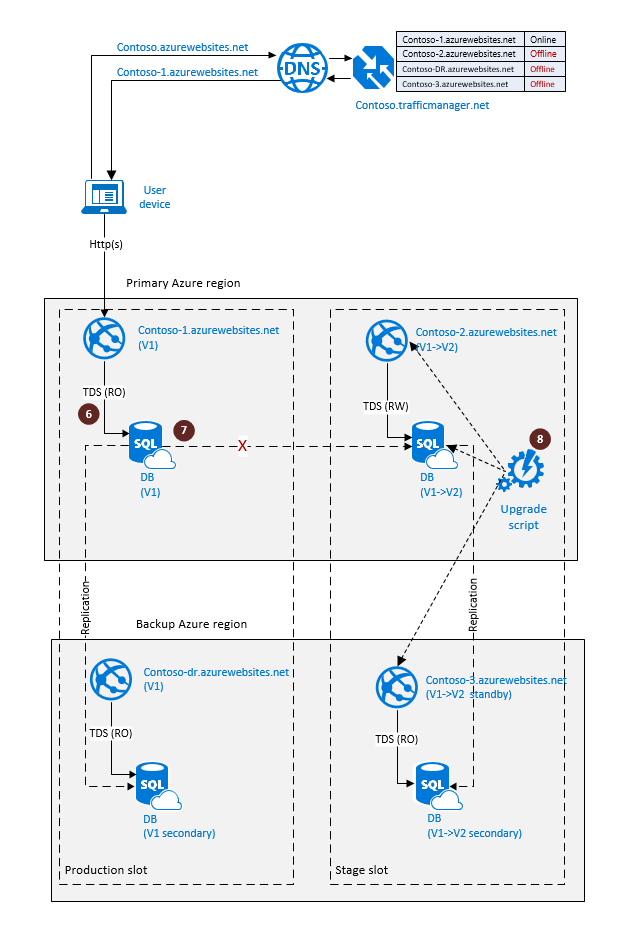 Contoso.azurewebsites.net
Contoso-1.azurewebsites.net
DNS
Contoso-1.azurewebsites.net Online
Contoso-2.azurewebsites.net Offline
Contoso-DR.azurewebsites.net Offline
Contoso-3.azurewebsites.net Offline
Contoso.trafficmanager.net
User
device
Http(s)
Primary Azure region
Contoso-1.azurewebsites.net
(V1)
Contoso-2.azurewebsites.net
(V1->V2)
TDS (RO)
TDS (RW)
6
7
8
SQL
X
SQL
DB
(V1)
DB
(V1->V2)
Upgrade
script
Replication
Replication
Backup Azure region
Contoso-dr.azurewebsites.net
(V1)
Contoso-3.azurewebsites.net
(V1->V2 standby)
TDS (RO)
TDS (RO)
SQL
SQL
DB
(V1 secondary)
DB
(V1->V2 secondary)
Production slot
Stage slot